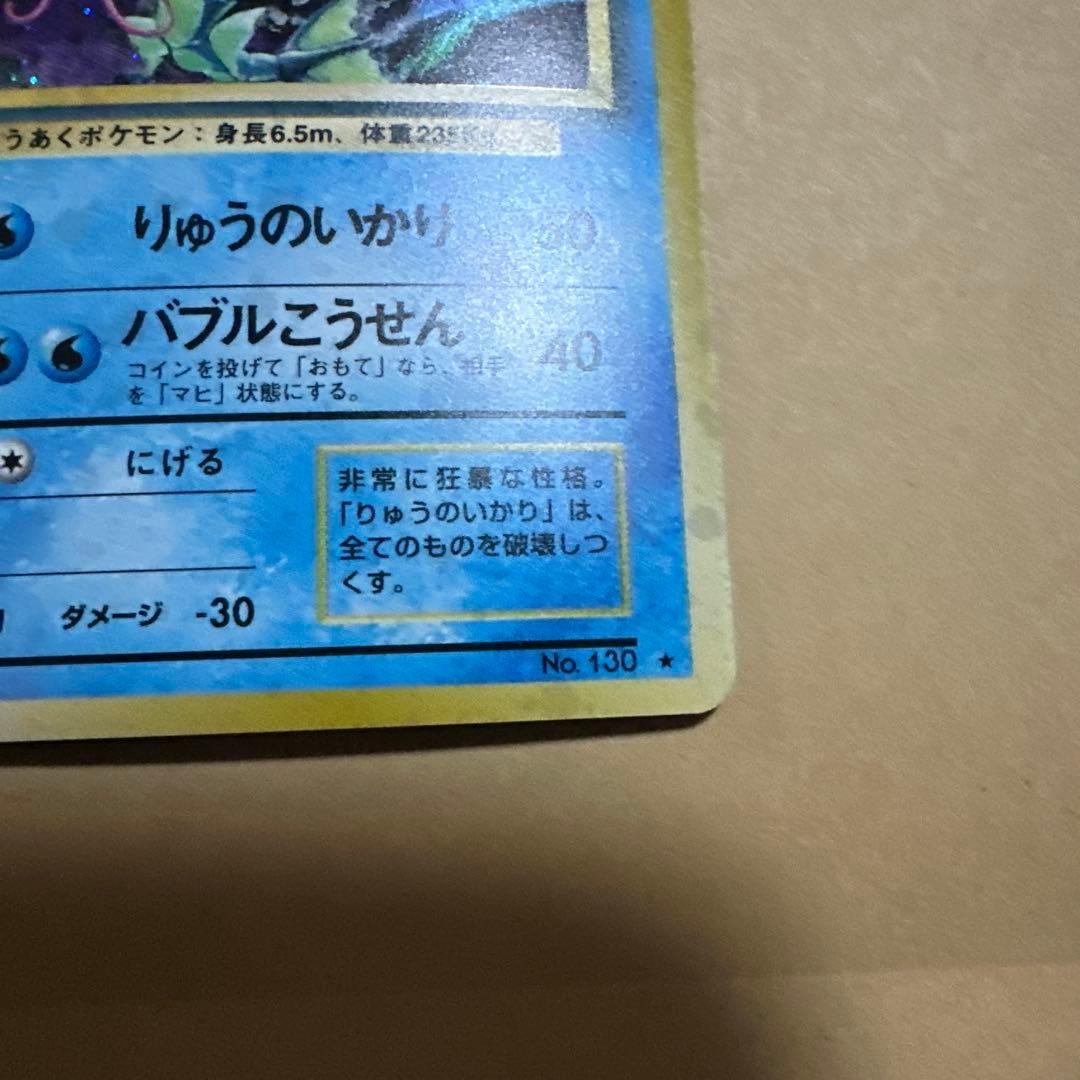 うあくポケモン：身長6.5m、体重235
りゅうのいかり 50
バブルこうせん 40
コインを投げて「おもて」なら、相手
を「マヒ」状態にする。
にげる
ダメージ -30
非常に狂暴な性格。
「りゅうのいかり」は、
全てのものを破壊しつ
くす。
No. 130 ★